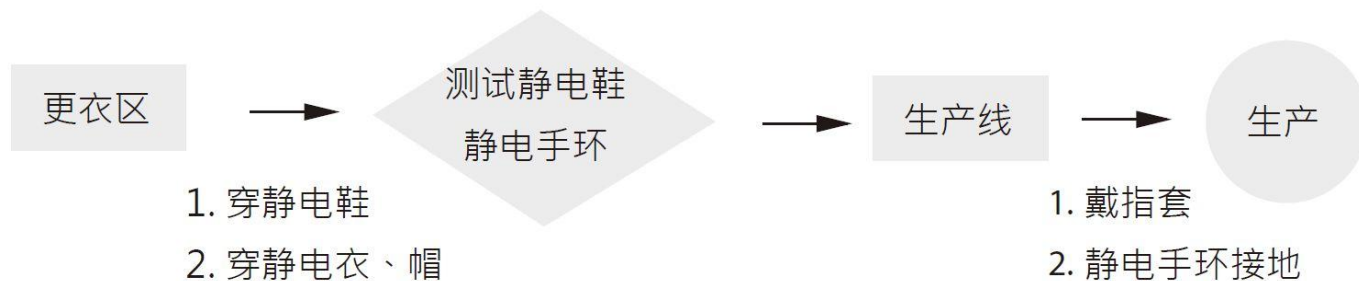 更衣区
测试静电鞋
静电手环
生产线
生产
1. 穿静电鞋
2. 穿静电衣、帽
1. 戴指套
2. 静电手环接地